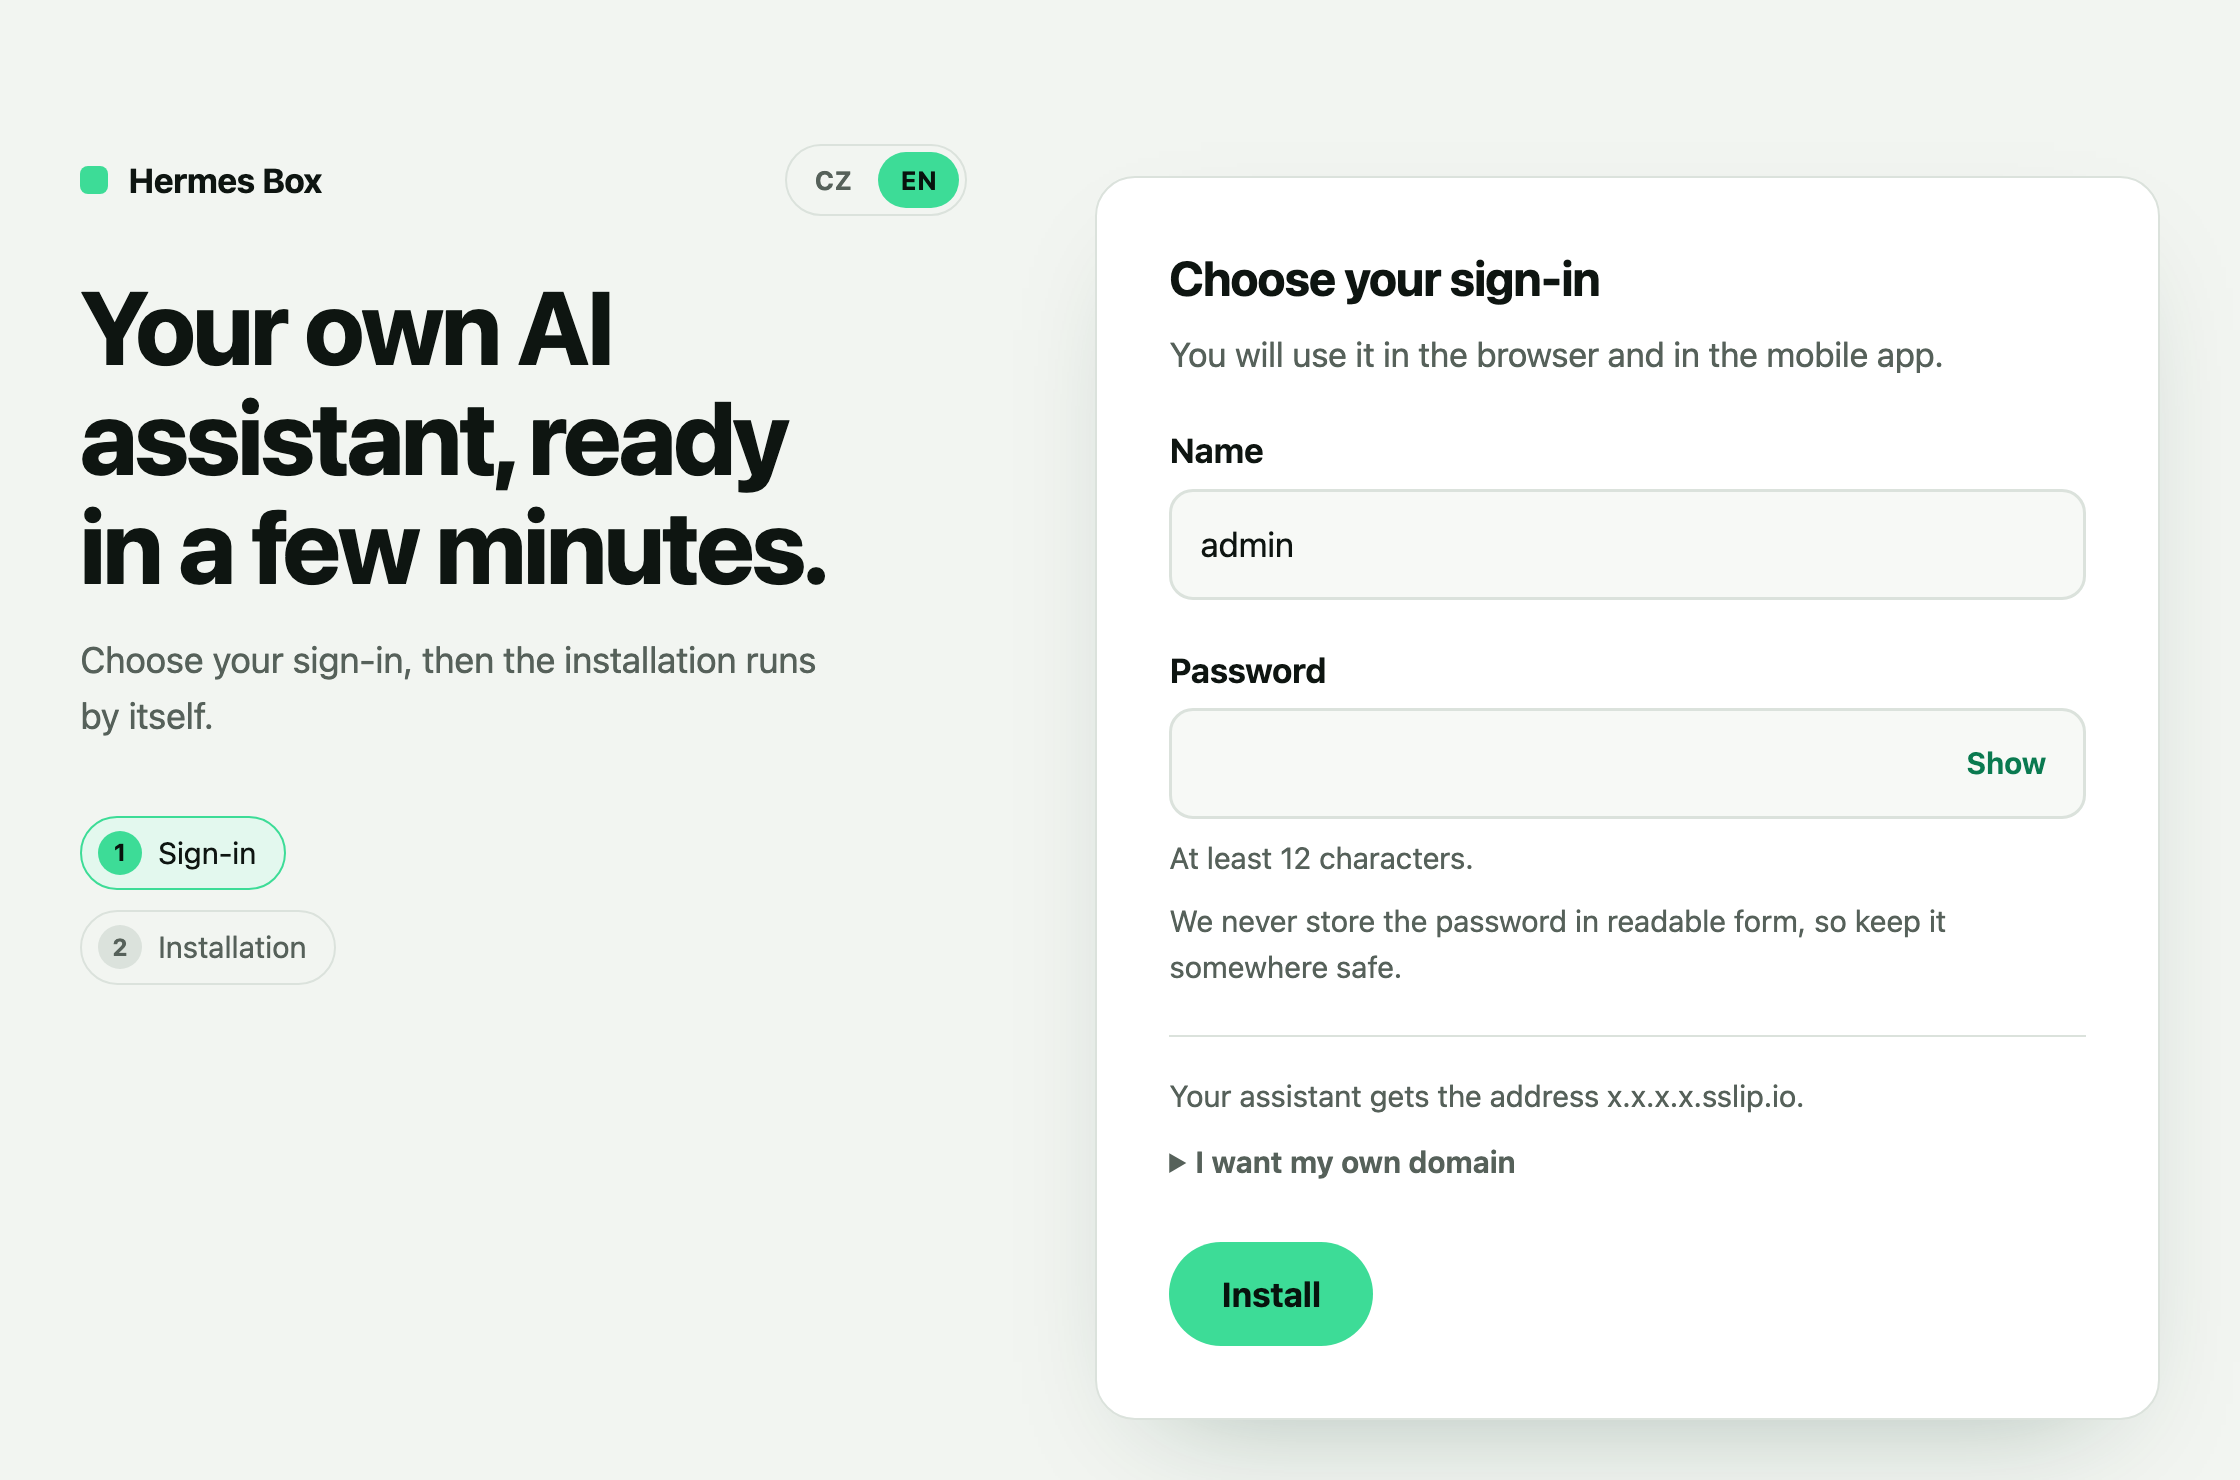 Hermes Box
CZ EN
Your own AI
assistant, ready
in a few minutes.
Choose your sign-in, then the installation runs
by itself.
1 Sign-in
2 Installation
Choose your sign-in
You will use it in the browser and in the mobile app.
Name
admin
Password
Show
At least 12 characters.
We never store the password in readable form, so keep it
somewhere safe.
Your assistant gets the address x.x.x.x.sslip.io.
I want my own domain
Install